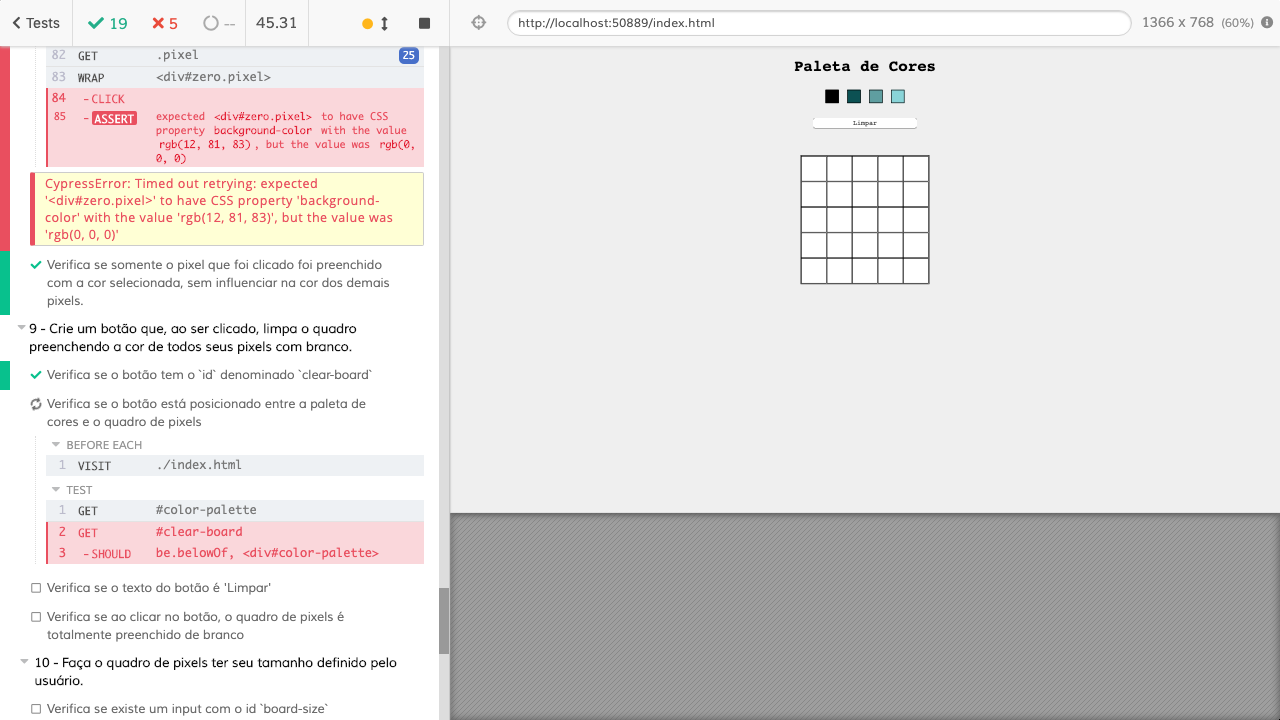 Tests 19 5 -- 45.31
82 GET .pixel 25
83 WRAP <div#zero.pixel>
84 -CLICK
85 -ASSERT expected <div#zero.pixel> to have CSS
property background-color with the value
rgb(12, 81, 83), but the value was rgb(0,
0, 0)
CypressError: Timed out retrying: expected
'<div#zero.pixel>' to have CSS property 'background-
color' with the value 'rgb(12, 81, 83)', but the value was
'rgb(0, 0, 0)'
Verifica se somente o pixel que foi clicado foi preenchido
com a cor selecionada, sem influenciar na cor dos demais
pixels.
9 - Crie um botão que, ao ser clicado, limpa o quadro
preenchendo a cor de todos seus pixels com branco.
Verifica se o botão tem o `id` denominado `clear-board`
Verifica se o botão está posicionado entre a paleta de
cores e o quadro de pixels
BEFORE EACH
1 VISIT ./index.html
TEST
1 GET #color-palette
2 GET #clear-board
3 -SHOULD be.belowOf, <div#color-palette>
Verifica se o texto do botão é 'Limpar'
Verifica se ao clicar no botão, o quadro de pixels é
totalmente preenchido de branco
10 - Faça o quadro de pixels ter seu tamanho definido pelo
usuário.
Verifica se existe um input com o id `board-size`
http://localhost:50889/index.html 1366 x 768 (60%)
Paleta de Cores
Limpar